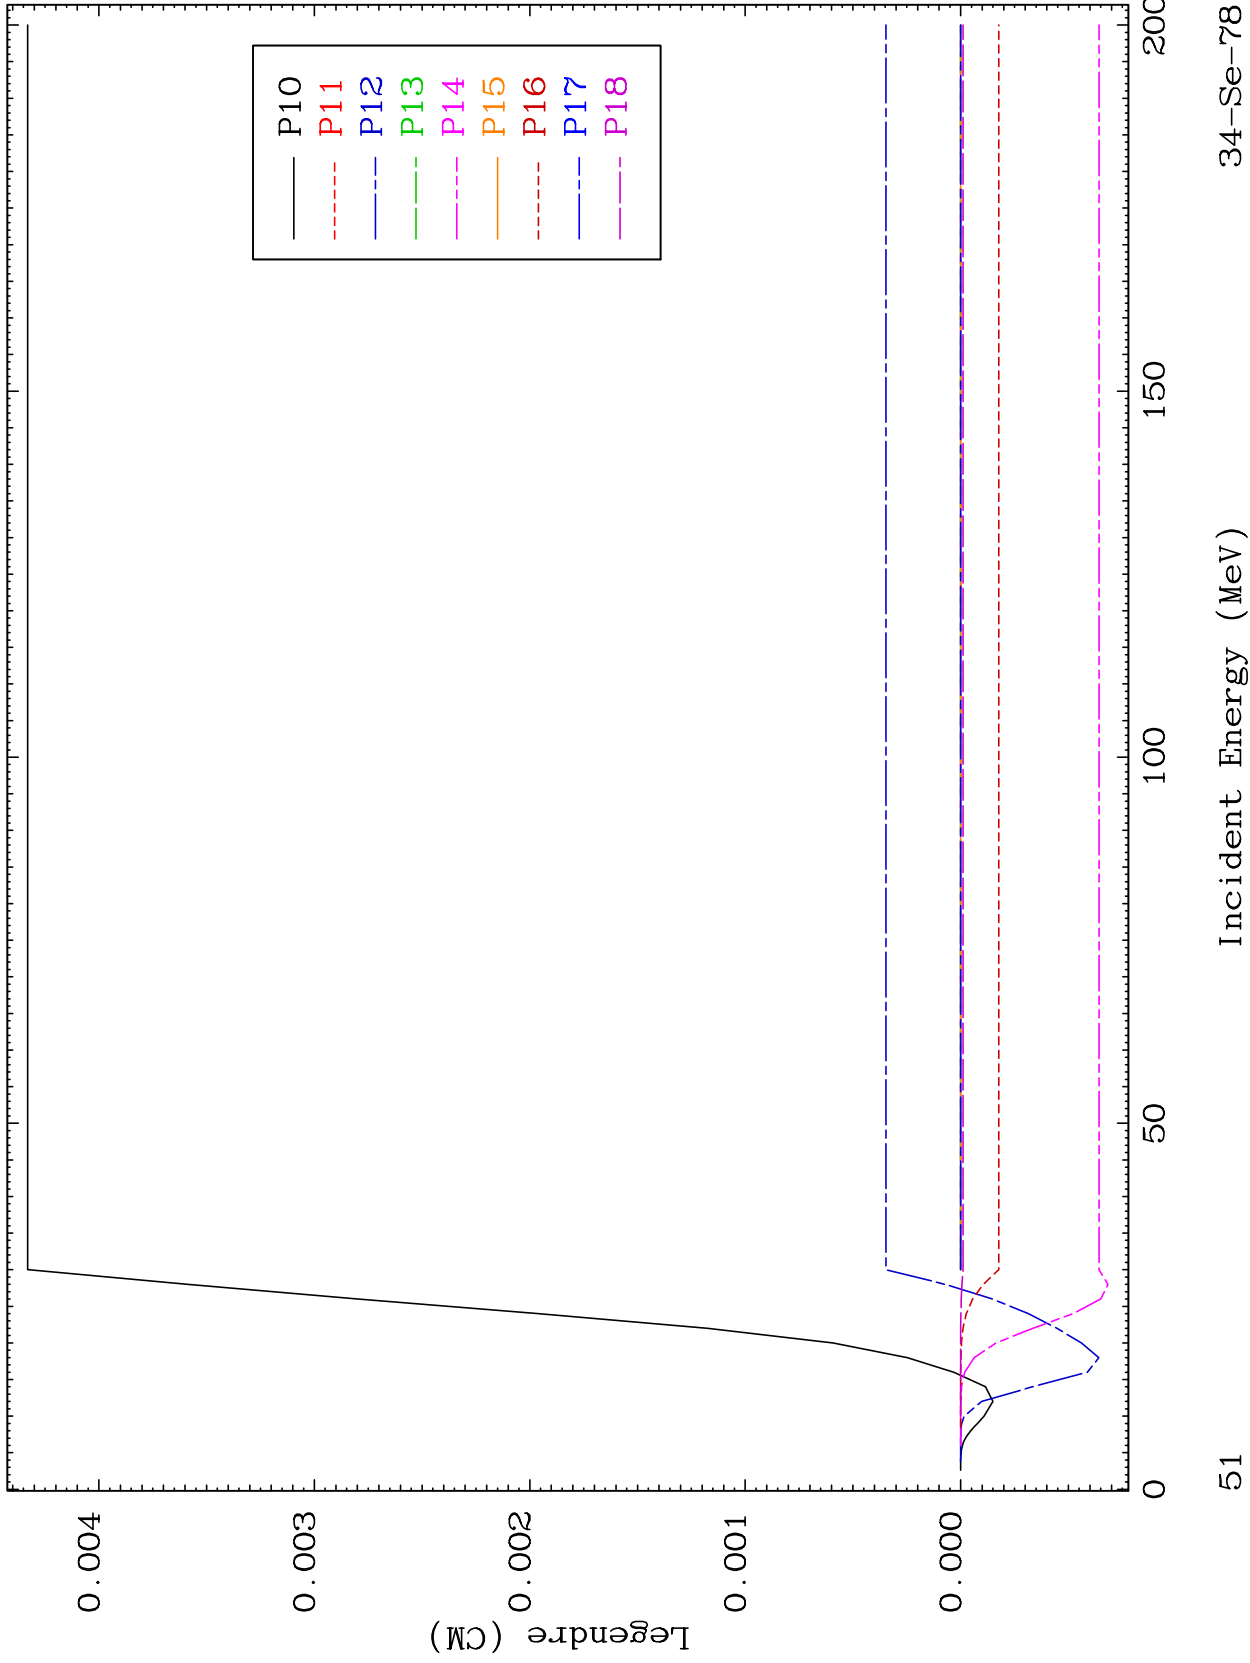 Legendre (CM)
0.004
0.003
0.002
0.001
0.000
P10
P11
P12
P13
P14
P15
P16
P17
P18
0
50
100
150
200
51
Incident Energy (MeV)
34-Se-78